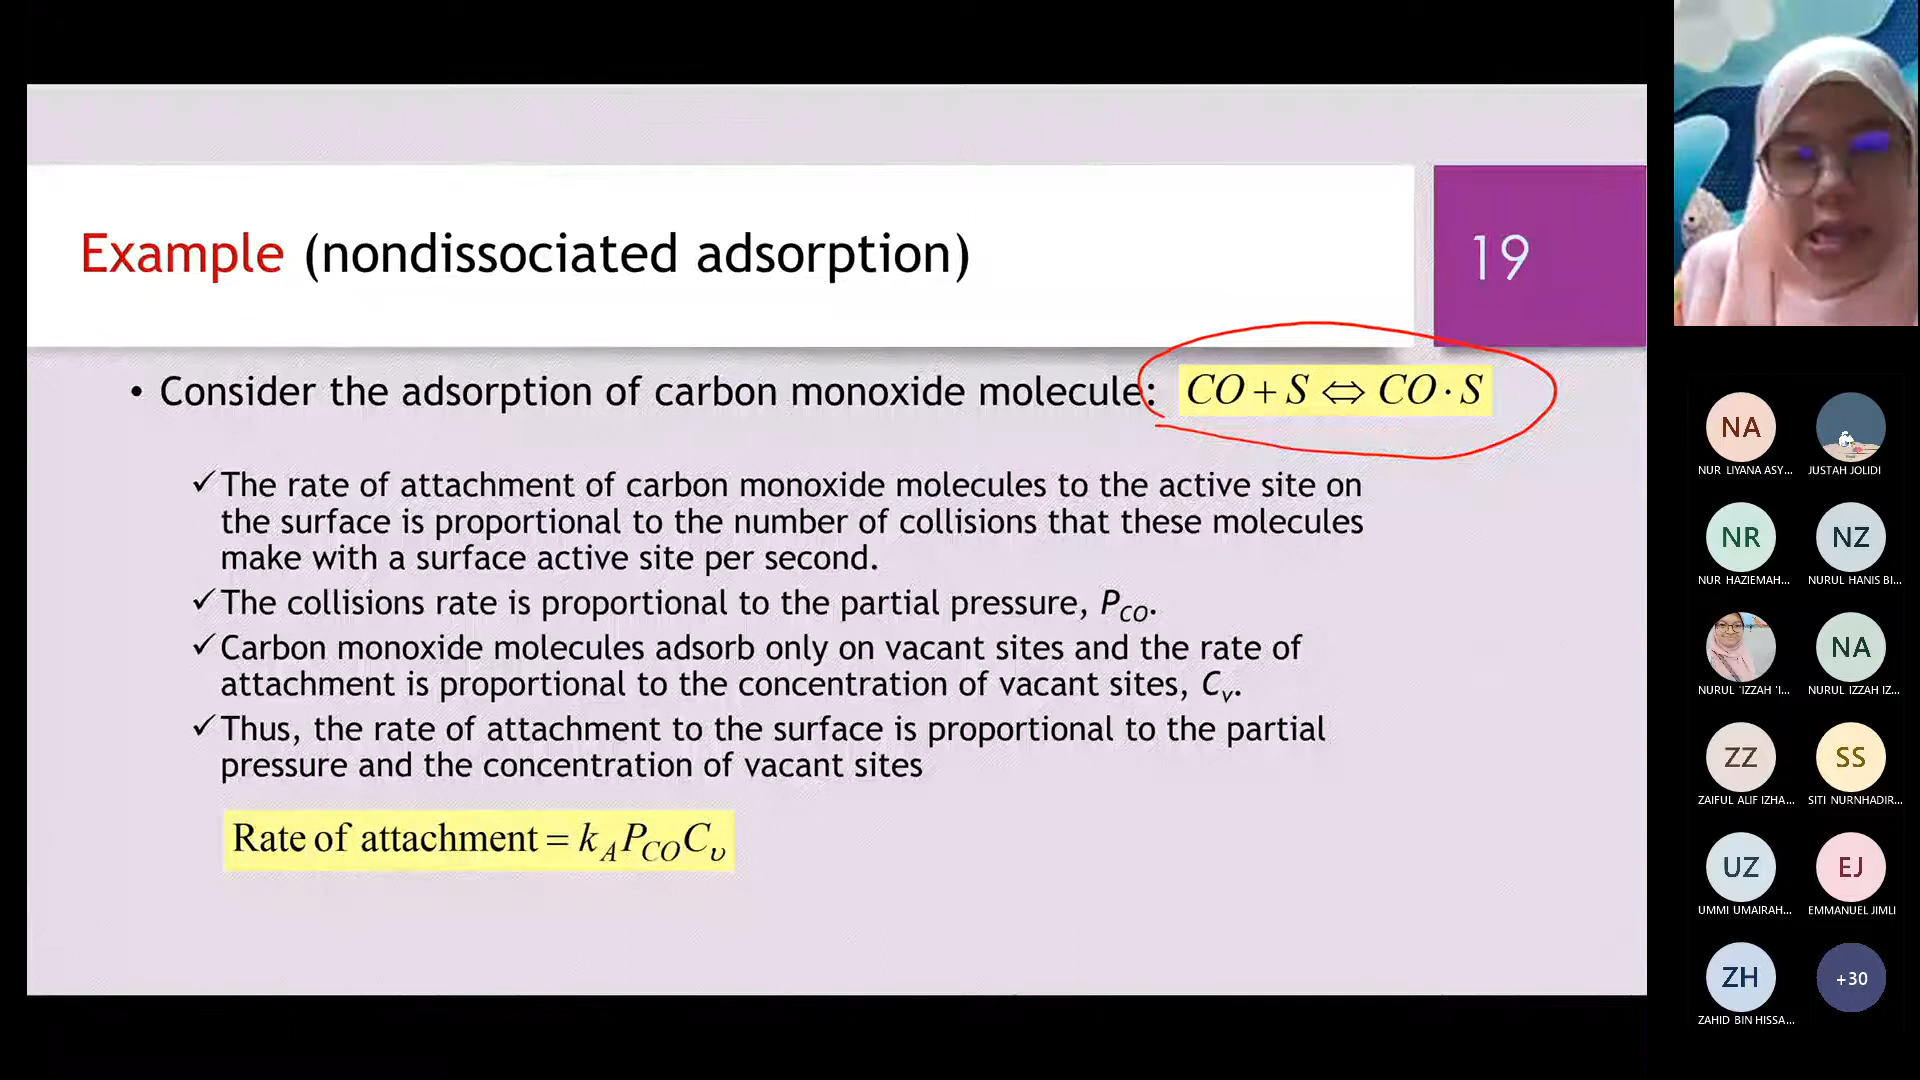 Example (nondissociated adsorption)
19
• Consider the adsorption of carbon monoxide molecule: CO + S ⇔ CO · S
✓The rate of attachment of carbon monoxide molecules to the active site on
the surface is proportional to the number of collisions that these molecules
make with a surface active site per second.
✓The collisions rate is proportional to the partial pressure, P_CO.
✓Carbon monoxide molecules adsorb only on vacant sites and the rate of
attachment is proportional to the concentration of vacant sites, C_v.
✓Thus, the rate of attachment to the surface is proportional to the partial
pressure and the concentration of vacant sites
Rate of attachment = k_A P_CO C_υ
NA
NUR LIYANA ASY...
JUSTAH JOLIDI
NR
NUR HAZIEMAH...
NZ
NURUL HANIS BI...
NURUL 'IZZAH 'I...
NA
NURUL IZZAH IZ...
ZZ
ZAIFUL ALIF IZHA...
SS
SITI NURNHADIR...
UZ
UMMI UMAIRAH...
EJ
EMMANUEL JIMLI
ZH
ZAHID BIN HISSA...
+30